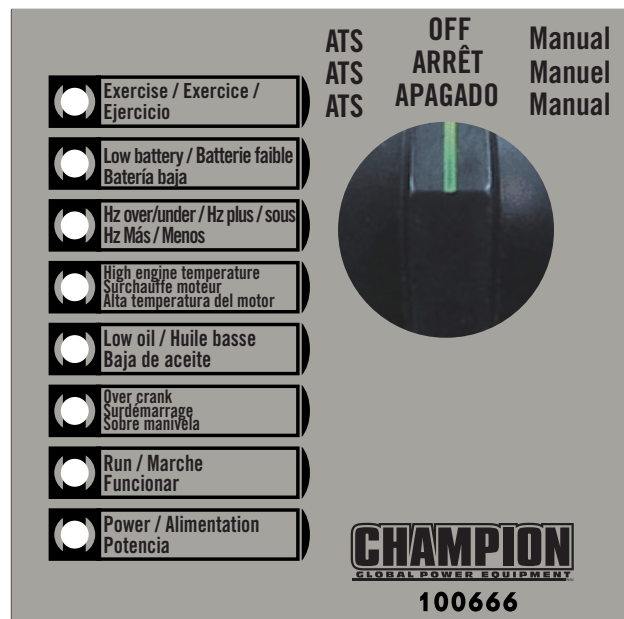 ATS OFF Manual
ATS ARRÊT Manuel
ATS APAGADO Manual
Exercise / Exercice /
Ejercicio
Low battery / Batterie faible
Batería baja
Hz over/under / Hz plus / sous
Hz Más / Menos
High engine temperature
Surchauffe moteur
Alta temperatura del motor
Low oil / Huile basse
Baja de aceite
Over crank
Surdémarrage
Sobre manivela
Run / Marche
Funcionar
Power / Alimentation
Potencia
CHAMPION
GLOBAL POWER EQUIPMENT
100666